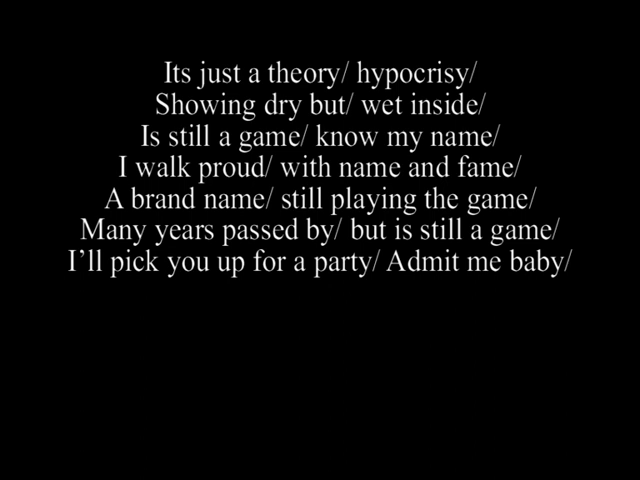 Its just a theory/ hypocrisy/
Showing dry but/ wet inside/
Is still a game/ know my name/
I walk proud/ with name and fame/
A brand name/ still playing the game/
Many years passed by/ but is still a game/
I’ll pick you up for a party/ Admit me baby/